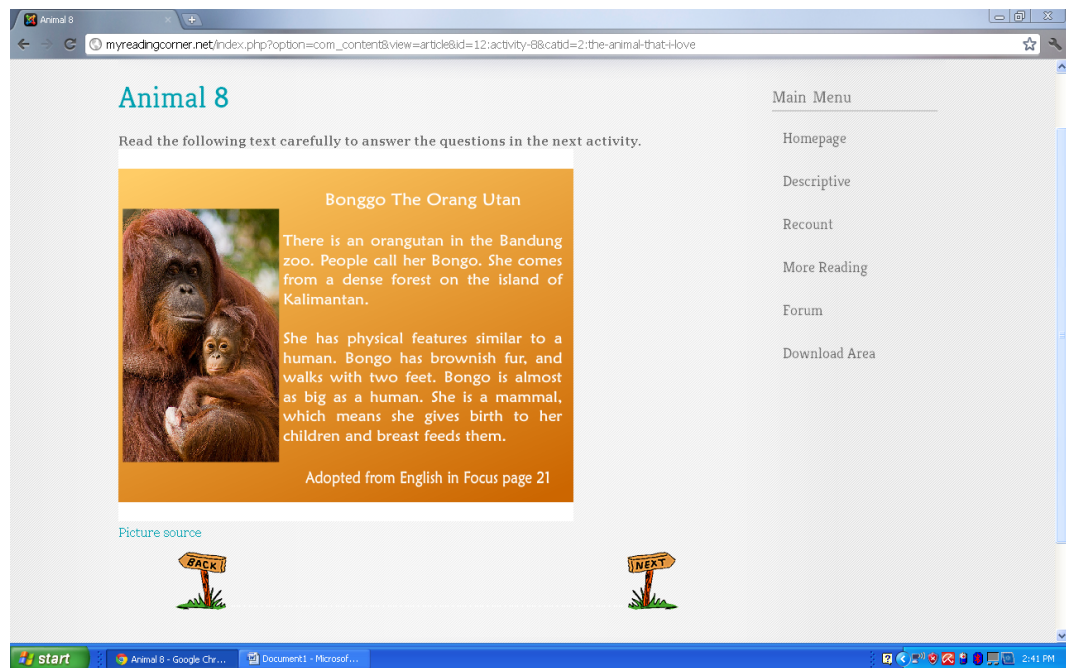 Animal 8
myreadingcorner.net/index.php?option=com_content&view=article&id=12:activity-8&catid=2:the-animal-that-i-love
Animal 8
Read the following text carefully to answer the questions in the next activity.
Bonggo The Orang Utan
There is an orangutan in the Bandung
zoo. People call her Bongo. She comes
from a dense forest on the island of
Kalimantan.
She has physical features similar to a
human. Bongo has brownish fur, and
walks with two feet. Bongo is almost
as big as a human. She is a mammal,
which means she gives birth to her
children and breast feeds them.
Adopted from English in Focus page 21
Picture source
BACK
NEXT
Main Menu
Homepage
Descriptive
Recount
More Reading
Forum
Download Area
start
Animal 8 - Google Chr...
Document1 - Microsof...
2:41 PM